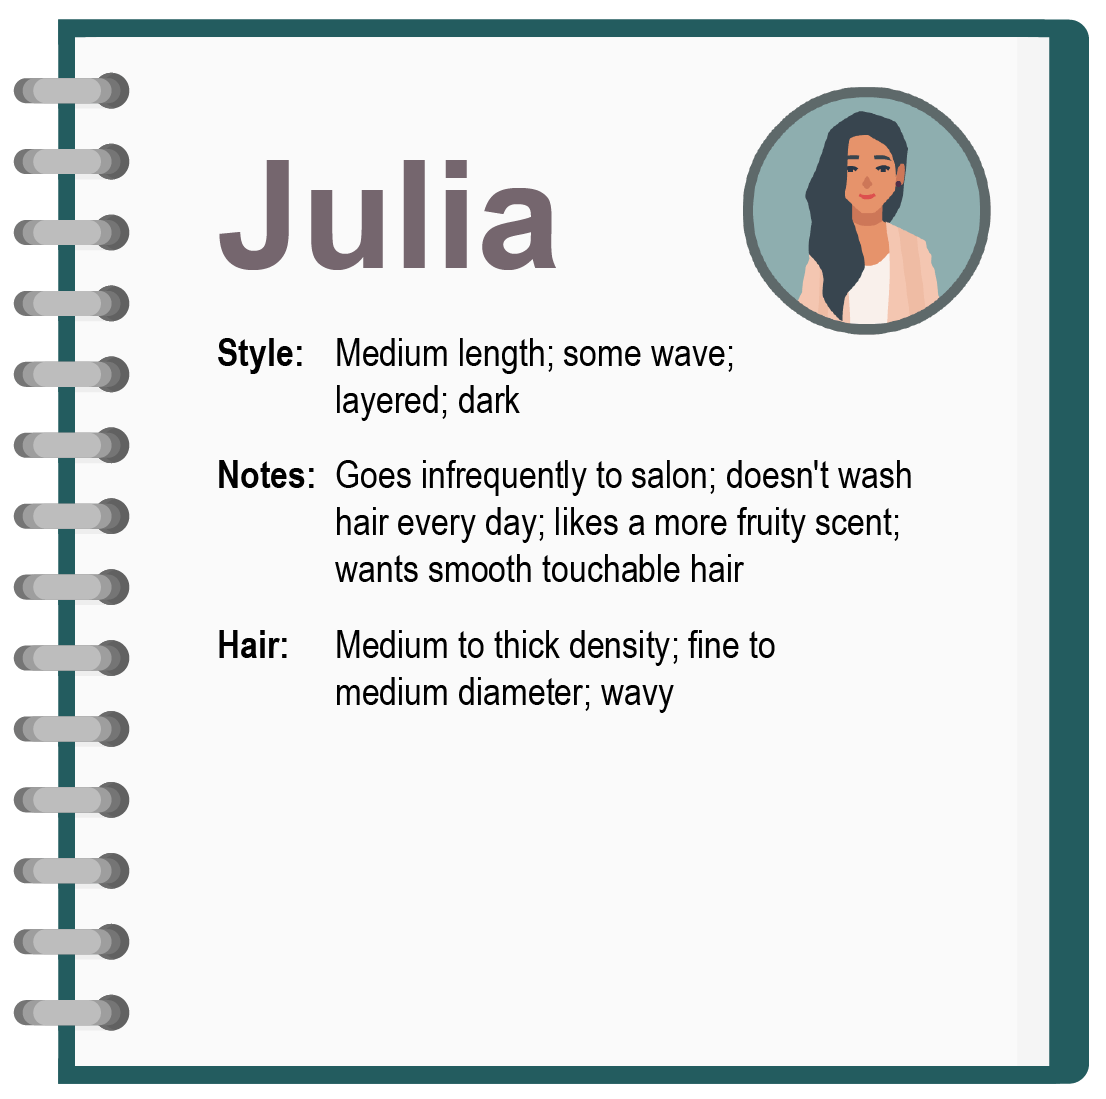 Julia
Style: Medium length; some wave;
layered; dark
Notes: Goes infrequently to salon; doesn't wash
hair every day; likes a more fruity scent;
wants smooth touchable hair
Hair: Medium to thick density; fine to
medium diameter; wavy